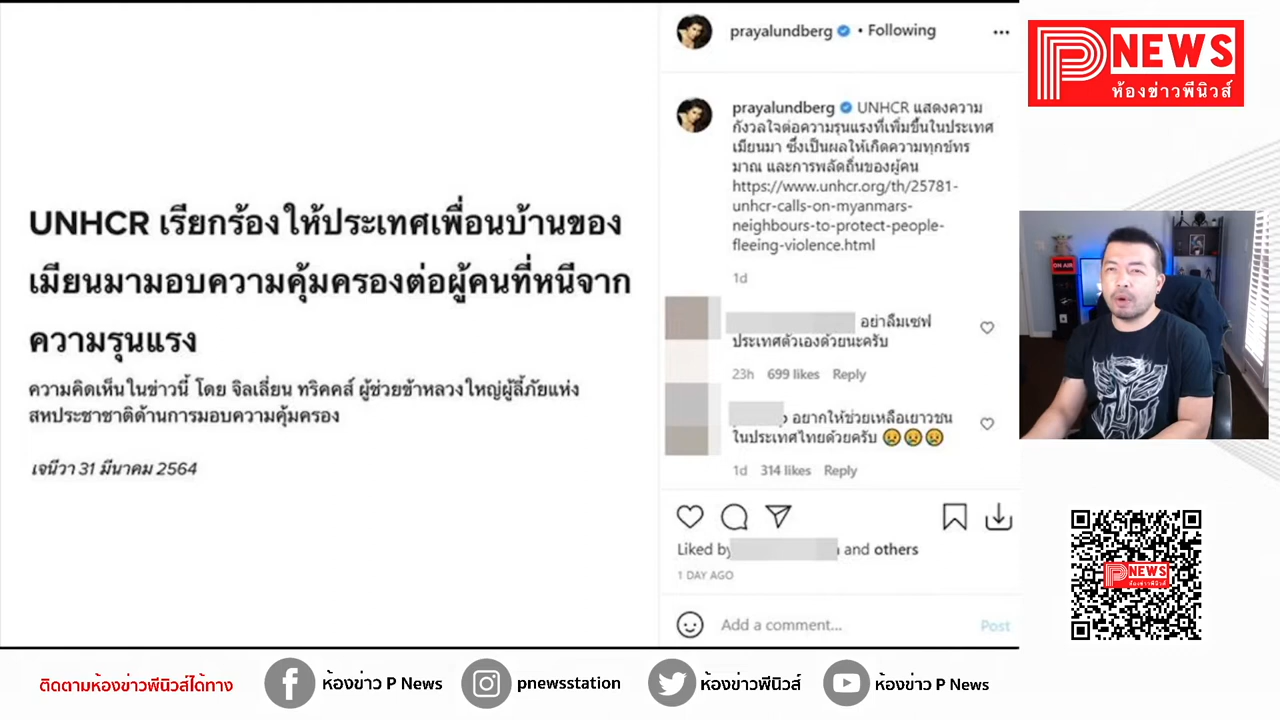 UNHCR เรียกร้องให้ประเทศเพื่อนบ้านของ
เมียนมามอบความคุ้มครองต่อผู้คนที่หนีจาก
ความรุนแรง
ความคิดเห็นในข่าวนี้ โดย จิลเลี่ยน ทริคคส์ ผู้ช่วยข้าหลวงใหญ่ผู้ลี้ภัยแห่ง
สหประชาชาติด้านการมอบความคุ้มครอง
เจนีวา 31 มีนาคม 2564
prayalundberg • Following
prayalundberg UNHCR แสดงความ
กังวลใจต่อความรุนแรงที่เพิ่มขึ้นในประเทศ
เมียนมา ซึ่งเป็นผลให้เกิดความทุกข์ทร
มาณ และการพลัดถิ่นของผู้คน
https://www.unhcr.org/th/25781-
unhcr-calls-on-myanmars-
neighbours-to-protect-people-
fleeing-violence.html
1d
อย่าลืมเซฟ
ประเทศตัวเองด้วยนะครับ
23h 699 likes Reply
อยากให้ช่วยเหลือเยาวชน
ในประเทศไทยด้วยครับ 😢😢😢
1d 314 likes Reply
Liked by and others
1 DAY AGO
Add a comment... Post
P NEWS
ห้องข่าวพีนิวส์
ON AIR
P NEWS
ห้องข่าวพีนิวส์
ติดตามห้องข่าวพีนิวส์ได้ทาง ห้องข่าว P News pnewsstation ห้องข่าวพีนิวส์ ห้องข่าว P News